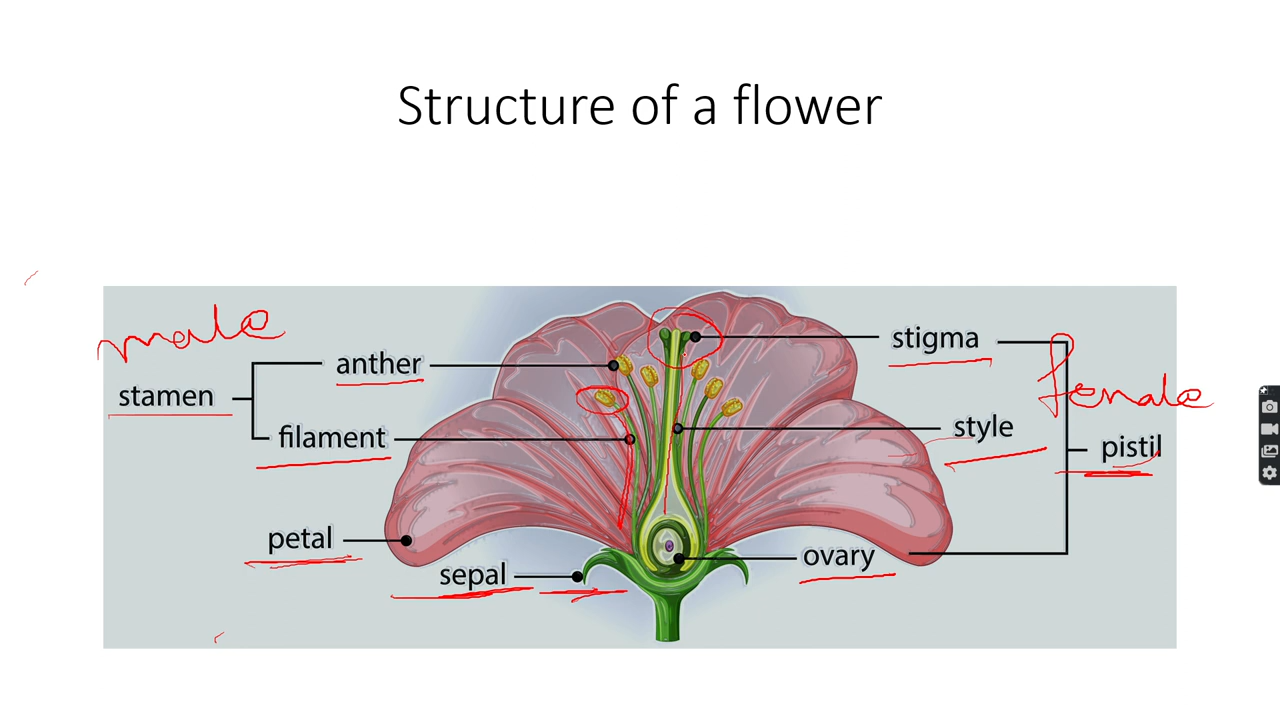 Structure of a flower
male
stigma
anther
stamen
female
filament
style
pistil
petal
ovary
sepal